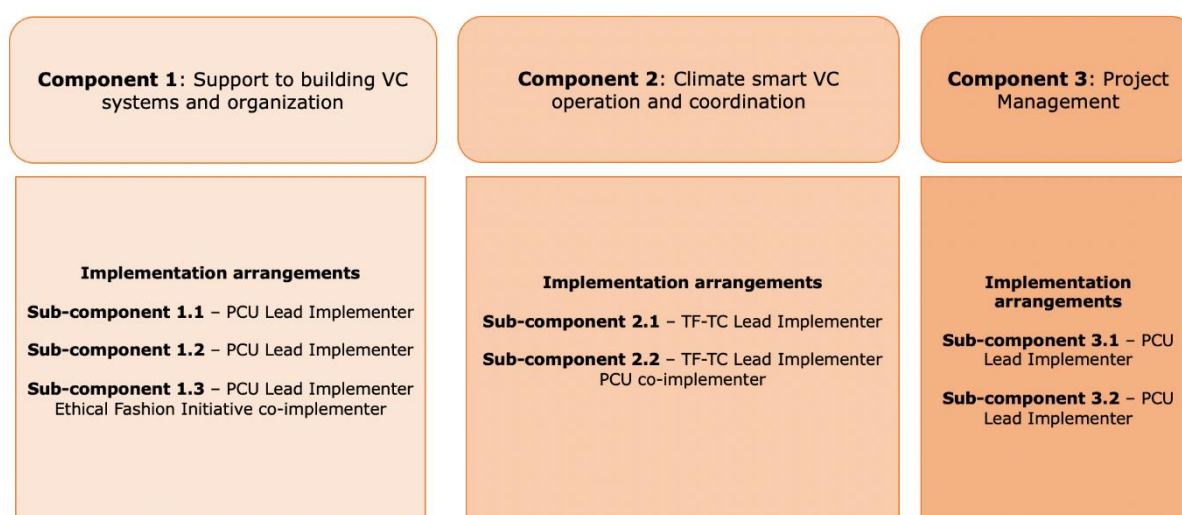 Component 1: Support to building VC
systems and organization
Component 2: Climate smart VC
operation and coordination
Component 3: Project
Management
Implementation arrangements
Sub-component 1.1 – PCU Lead Implementer
Sub-component 1.2 – PCU Lead Implementer
Sub-component 1.3 – PCU Lead Implementer
Ethical Fashion Initiative co-implementer
Implementation arrangements
Sub-component 2.1 – TF-TC Lead Implementer
Sub-component 2.2 – TF-TC Lead Implementer
PCU co-implementer
Implementation
arrangements
Sub-component 3.1 – PCU
Lead Implementer
Sub-component 3.2 – PCU
Lead Implementer